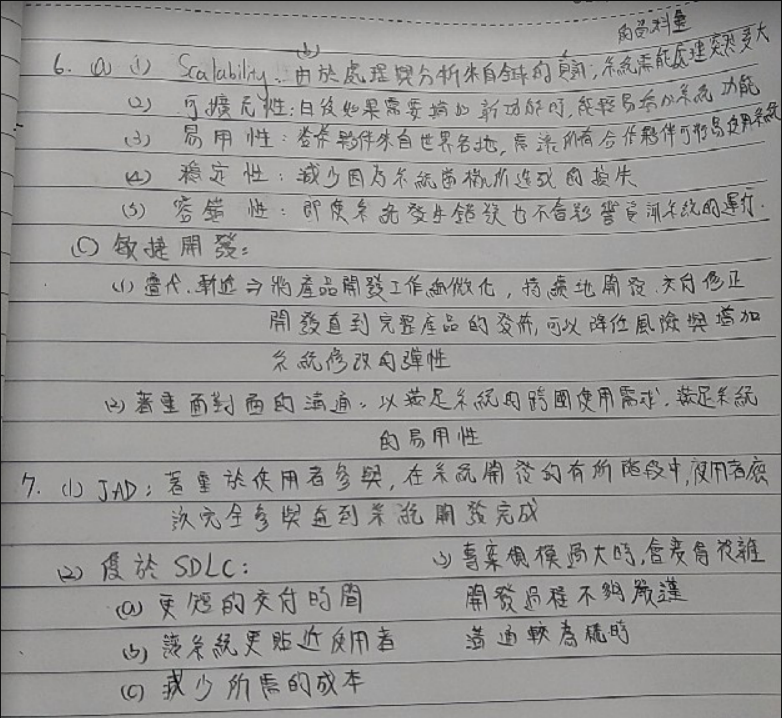 6. (a) (1) Scalability: 由於處理與分析來自全球的資訊; 系統需能處理突然變大的資料量
(b)
(2) 可擴充性: 日後如果需要增加新功能時, 能輕易增加系統功能
(3) 易用性: 合作夥伴來自世界各地, 應讓所有合作夥伴可輕易使用系統
(4) 穩定性: 減少因為系統當機所造成的損失
(5) 容錯性: 即使系統發生錯誤也不會影響資訊系統的運行.
(C) 敏捷開發:
(1) 疊代、漸近 ⇒ 將產品開發工作細微化, 持續地開發、交付修正
開發直到完整產品的發佈, 可以降低風險與增加
系統修改的彈性
(2) 著重面對面的溝通, 以滿足系統的跨國使用需求, 滿足系統
的易用性
7. (1) JAD: 著重於使用者參與, 在系統開發的有所階段中, 使用者應
該完全參與直到系統開發完成
(2) 優於 SDLC:
(a) 更短的交付時間
(b) 讓系統更貼近使用者
(C) 減少所需的成本
(3) 專案規模過大時, 會變得複雜
開發過程不夠嚴謹
溝通較為耗時